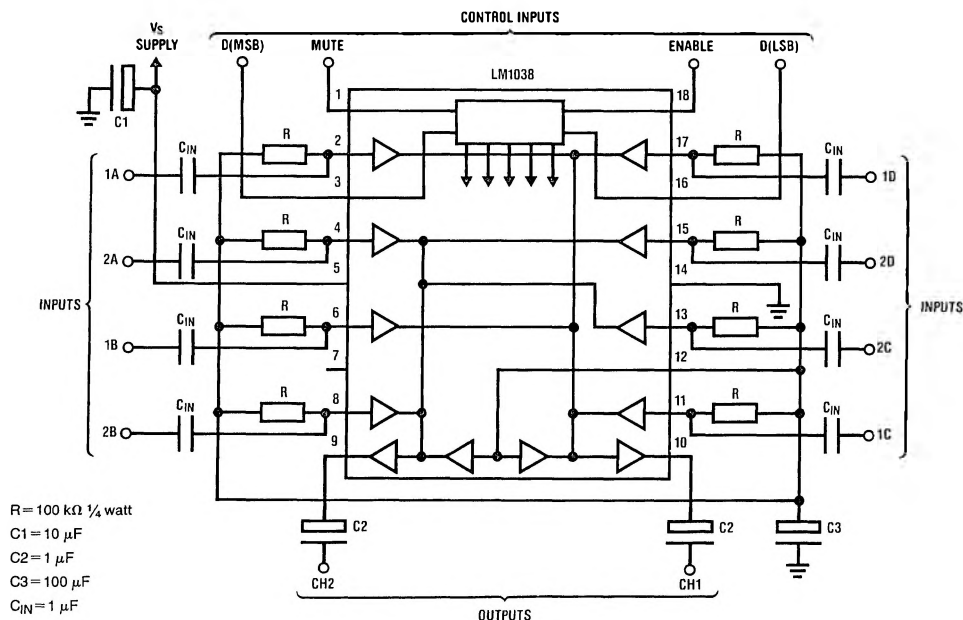 CONTROL INPUTS
VS
SUPPLY
D(MSB)
MUTE
ENABLE
D(LSB)
LM1038
C1
1
18
R
2
17
R
CIN
CIN
1A
3
16
1D
R
4
15
R
CIN
CIN
2A
5
14
2D
INPUTS
INPUTS
R
6
13
R
CIN
CIN
1B
7
12
2C
R
8
11
R
CIN
CIN
2B
9
10
1C
R=100 kΩ ¼ watt
C1=10 μF
C2=1 μF
C3=100 μF
CIN=1 μF
C2
C2
C3
CH2
CH1
OUTPUTS